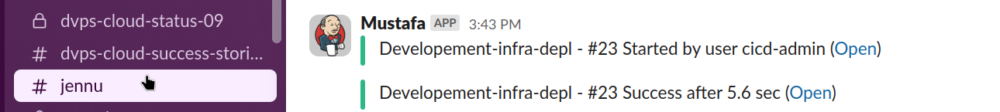 dvps-cloud-status-09
# dvps-cloud-success-stori...
# jennu
Mustafa APP 3:43 PM
Developement-infra-depl - #23 Started by user cicd-admin (Open)
Developement-infra-depl - #23 Success after 5.6 sec (Open)